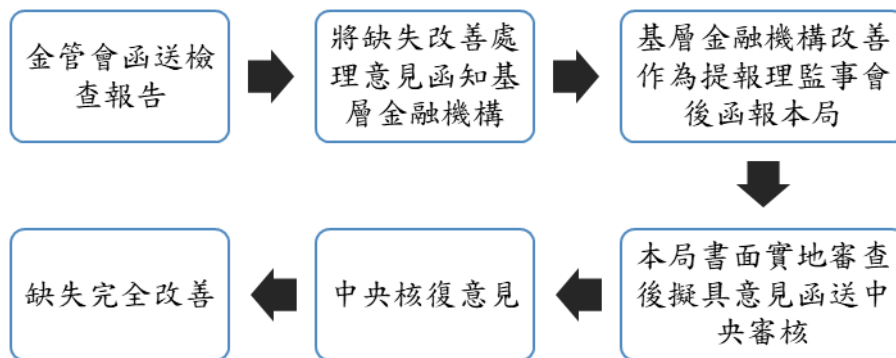 金管會函送檢
查報告
將缺失改善處
理意見函知基
層金融機構
基層金融機構改善
作為提報理監事會
後函報本局
本局書面實地審查
後擬具意見函送中
央審核
中央核復意見
缺失完全改善